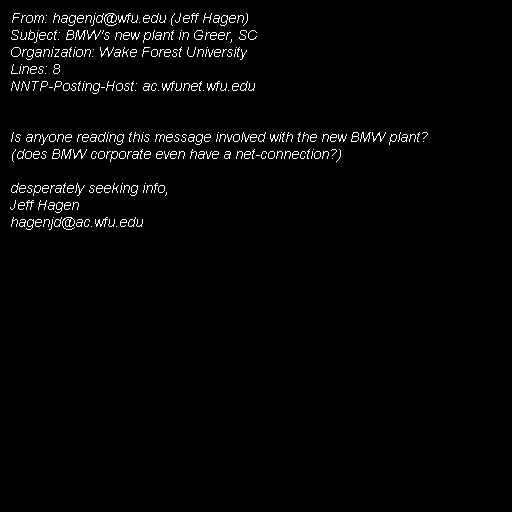 From: hagenjd@wfu.edu (Jeff Hagen)
Subject: BMW's new plant in Greer, SC
Organization: Wake Forest University
Lines: 8
NNTP-Posting-Host: ac.wfunet.wfu.edu

Is anyone reading this message involved with the new BMW plant?
(does BMW corporate even have a net-connection?)

desperately seeking info,
Jeff Hagen
hagenjd@ac.wfu.edu